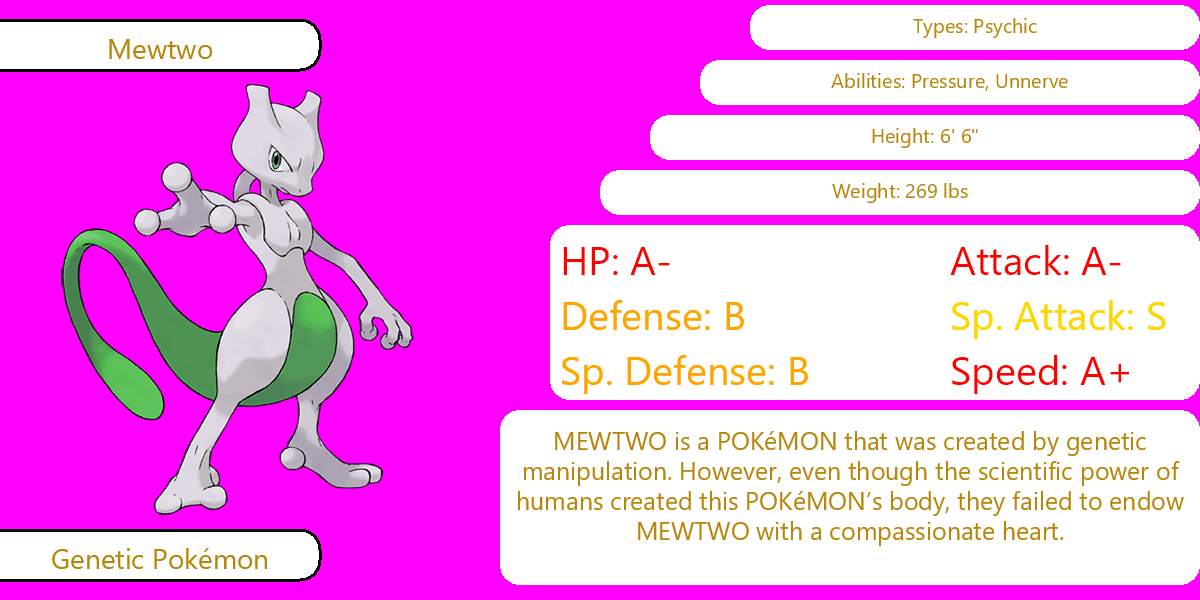 Mewtwo
Types: Psychic
Abilities: Pressure, Unnerve
Height: 6' 6"
Weight: 269 lbs
HP: A-
Attack: A-
Defense: B
Sp. Attack: S
Sp. Defense: B
Speed: A+
MEWTWO is a POKéMON that was created by genetic
manipulation. However, even though the scientific power of
humans created this POKéMON’s body, they failed to endow
MEWTWO with a compassionate heart.
Genetic Pokémon